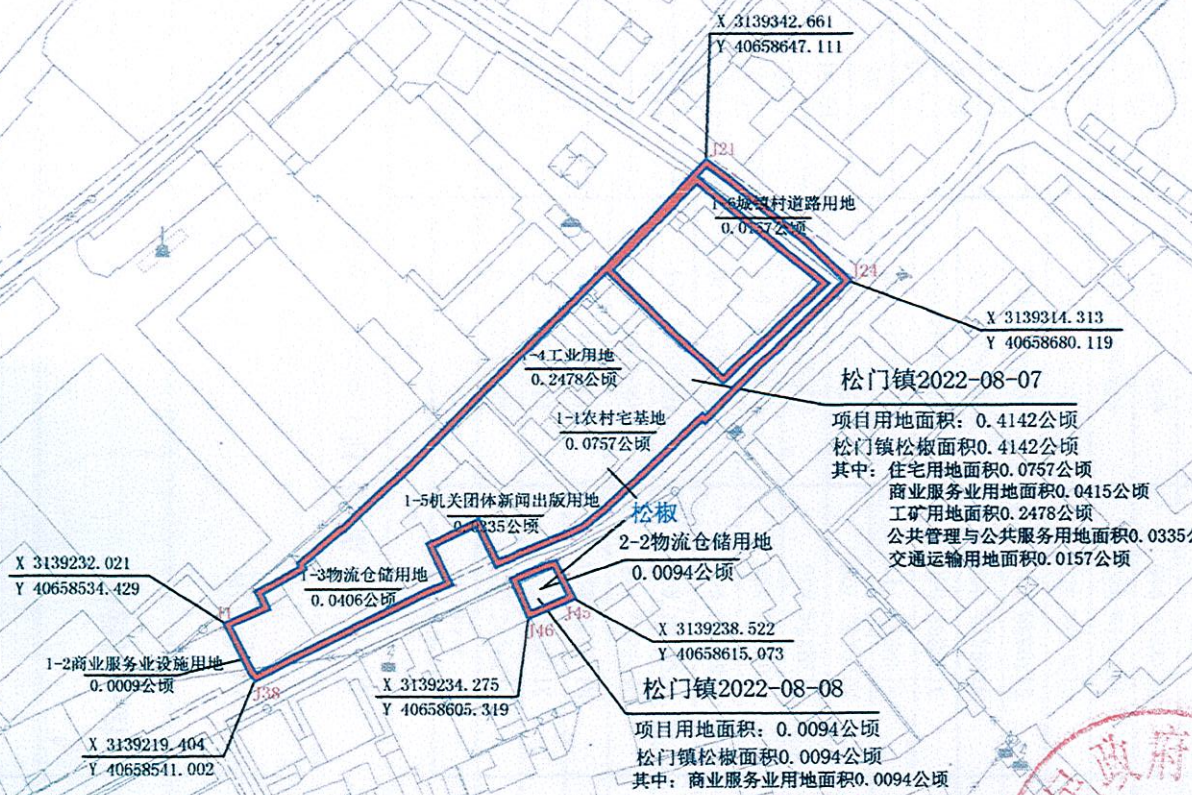 X 3139342.661
Y 40658647.111
J21
1-6城镇村道路用地
0.0157公顷
J24
X 3139314.313
Y 40658680.119
1-4工业用地
0.2478公顷
松门镇2022-08-07
项目用地面积：0.4142公顷
松门镇松椒面积0.4142公顷
其中：住宅用地面积0.0757公顷
商业服务业用地面积0.0415公顷
工矿用地面积0.2478公顷
公共管理与公共服务用地面积0.0335公
交通运输用地面积0.0157公顷
1-1农村宅基地
0.0757公顷
1-5机关团体新闻出版用地
0.0335公顷
松椒
2-2物流仓储用地
0.0094公顷
X 3139232.021
Y 40658534.429
1-3物流仓储用地
0.0406公顷
J1
J45
J46
X 3139238.522
Y 40658615.073
1-2商业服务业设施用地
0.0009公顷
J38
X 3139234.275
Y 40658605.319
松门镇2022-08-08
项目用地面积：0.0094公顷
松门镇松椒面积0.0094公顷
其中：商业服务业用地面积0.0094公顷
X 3139219.404
Y 40658541.002
政府